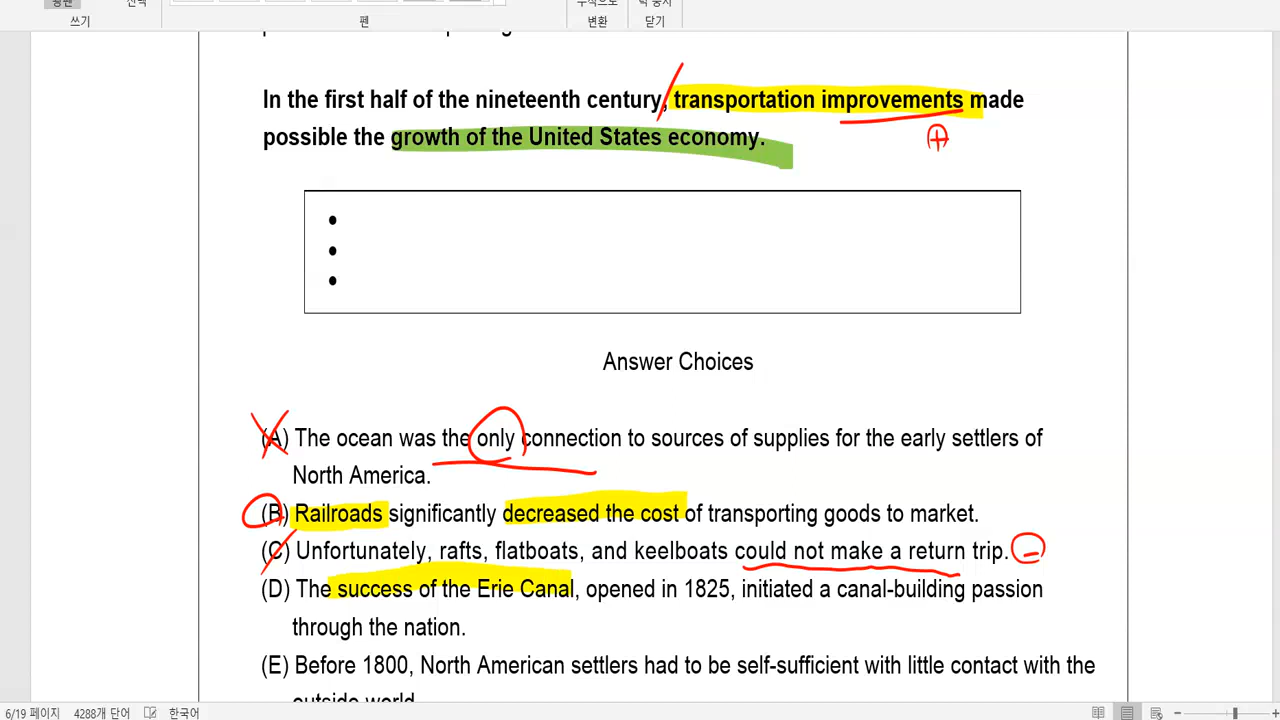 쓰기
펜
변환
닫기
In the first half of the nineteenth century, transportation improvements made
possible the growth of the United States economy.
+
•
•
•
Answer Choices
(A) The ocean was the only connection to sources of supplies for the early settlers of
North America.
(B) Railroads significantly decreased the cost of transporting goods to market.
(C) Unfortunately, rafts, flatboats, and keelboats could not make a return trip. -
(D) The success of the Erie Canal, opened in 1825, initiated a canal-building passion
through the nation.
(E) Before 1800, North American settlers had to be self-sufficient with little contact with the
outside world
6/19 페이지 4288개 단어 한국어